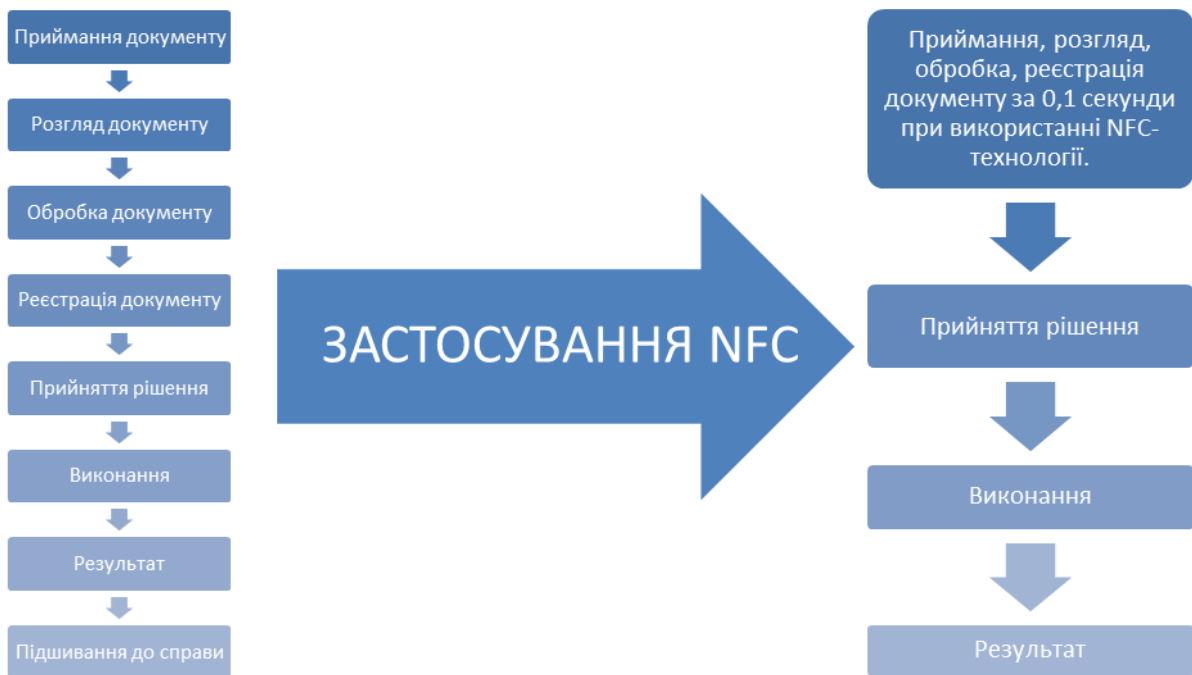 Приймання документу
Розгляд документу
Обробка документу
Реєстрація документу
Прийняття рішення
Виконання
Результат
Підшивання до справи
ЗАСТОСУВАННЯ NFC
Приймання, розгляд,
обробка, реєстрація
документу за 0,1 секунди
при використанні NFC-
технології.
Прийняття рішення
Виконання
Результат